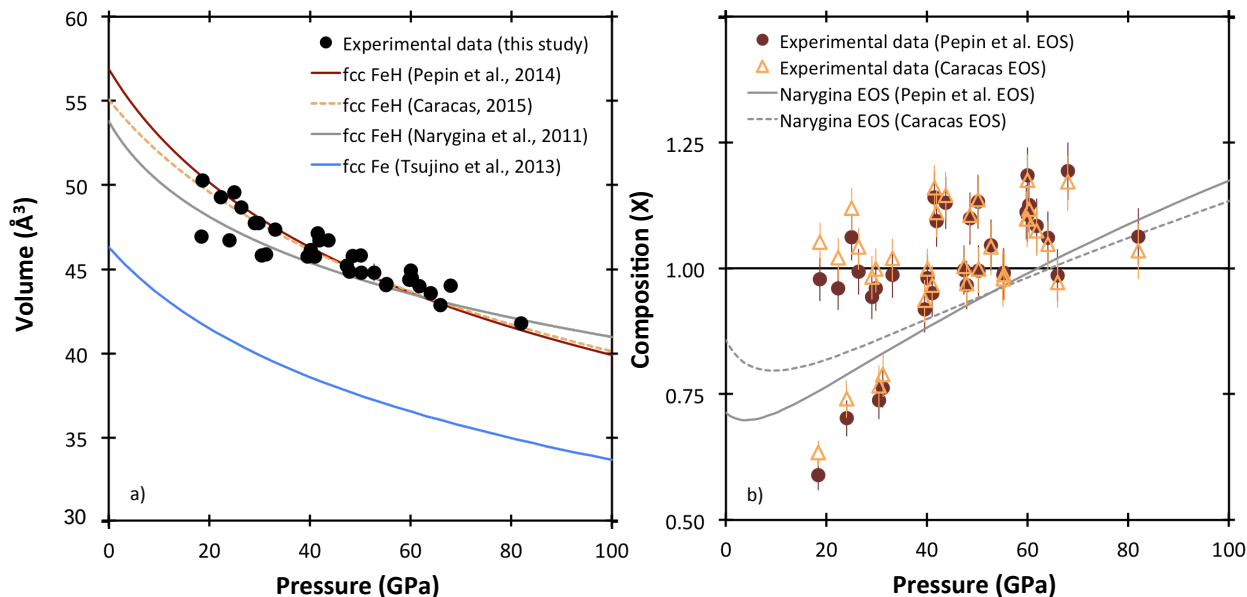 60
55
50
45
40
35
30
Volume (Å³)
Experimental data (this study)
fcc FeH (Pepin et al., 2014)
fcc FeH (Caracas, 2015)
fcc FeH (Narygina et al., 2011)
fcc Fe (Tsujino et al., 2013)
a)
0 20 40 60 80 100
Pressure (GPa)
1.25
1.00
0.75
0.50
Composition (X)
Experimental data (Pepin et al. EOS)
Experimental data (Caracas EOS)
Narygina EOS (Pepin et al. EOS)
Narygina EOS (Caracas EOS)
b)
0 20 40 60 80 100
Pressure (GPa)